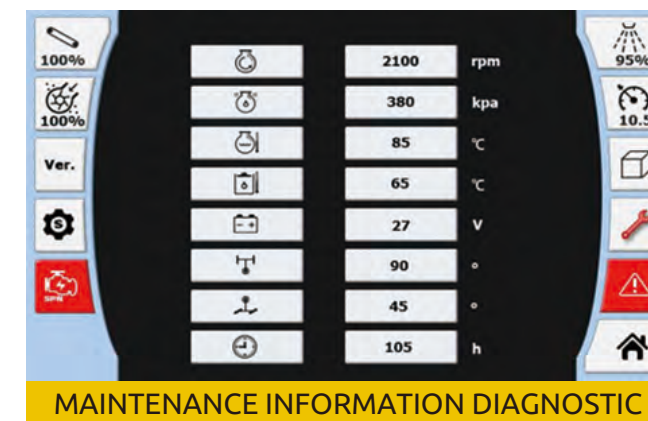 100%
95%
100%
10.5
Ver.
S
SPN
2100 rpm
380 kpa
85 ℃
65 ℃
27 V
90 °
45 °
105 h
MAINTENANCE INFORMATION DIAGNOSTIC